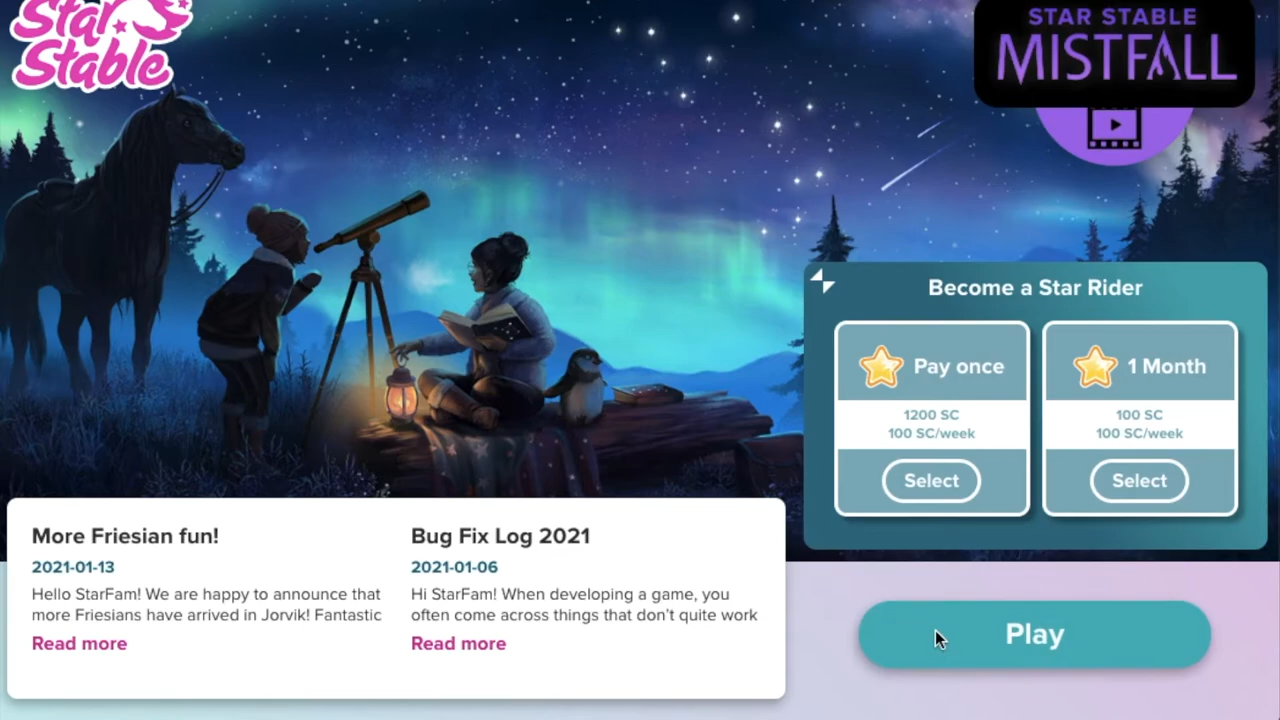 Star
Stable
STAR STABLE
MISTFALL
Become a Star Rider
Pay once
1200 SC
100 SC/week
Select
1 Month
100 SC
100 SC/week
Select
More Friesian fun!
2021-01-13
Hello StarFam! We are happy to announce that
more Friesians have arrived in Jorvik! Fantastic
Read more
Bug Fix Log 2021
2021-01-06
Hi StarFam! When developing a game, you
often come across things that don’t quite work
Read more
Play